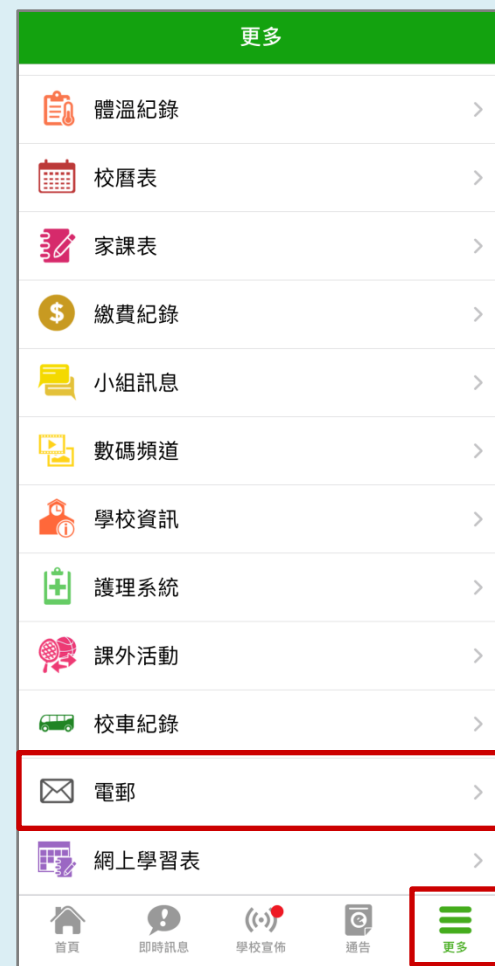 更多
體溫紀錄
校曆表
家課表
繳費紀錄
小組訊息
數碼頻道
學校資訊
護理系統
課外活動
校車紀錄
電郵
網上學習表
首頁 即時訊息 學校宣佈 通告 更多